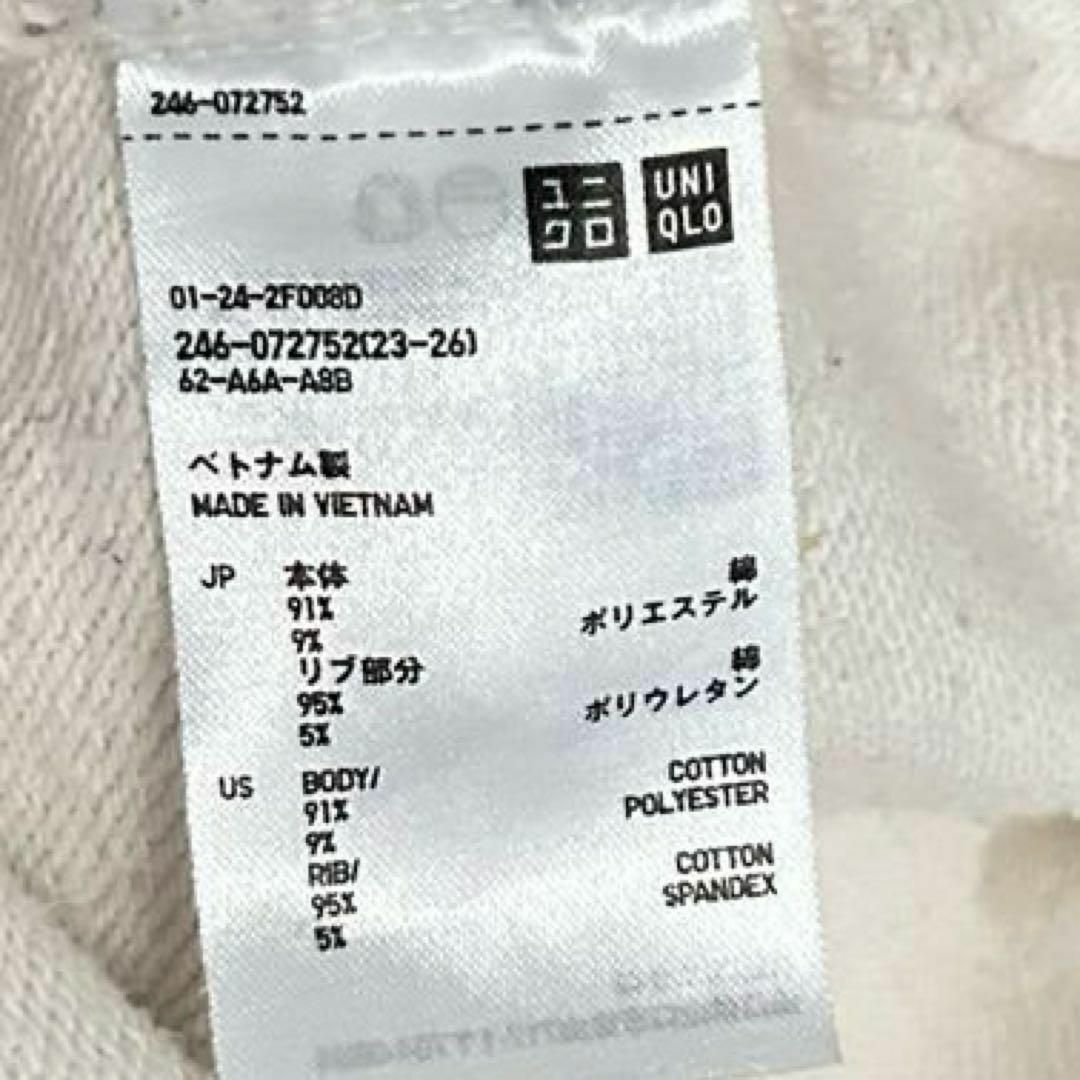 246-072752
ユニ
クロ
UNI
QLO
01-24-2F008D
246-072752(23-26)
62-A6A-A8B
ベトナム製
MADE IN VIETNAM
JP 本体
91% 綿
9% ポリエステル
リブ部分
95% 綿
5% ポリウレタン
US BODY/
91% COTTON
9% POLYESTER
RIB/
95% COTTON
5% SPANDEX